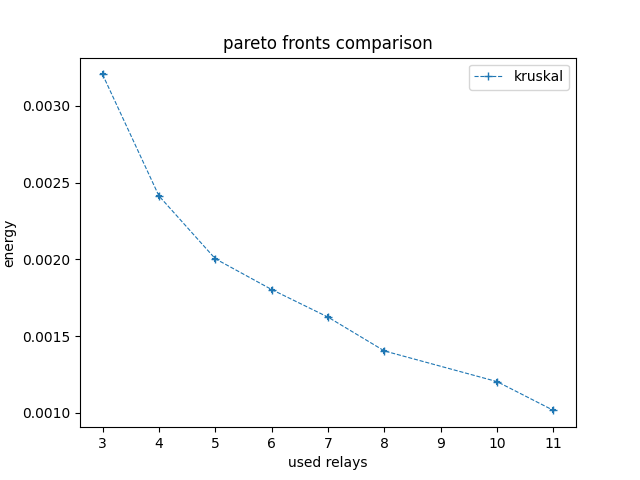 pareto fronts comparison
kruskal
0.0030
0.0025
0.0020
0.0015
0.0010
energy
3 4 5 6 7 8 9 10 11
used relays